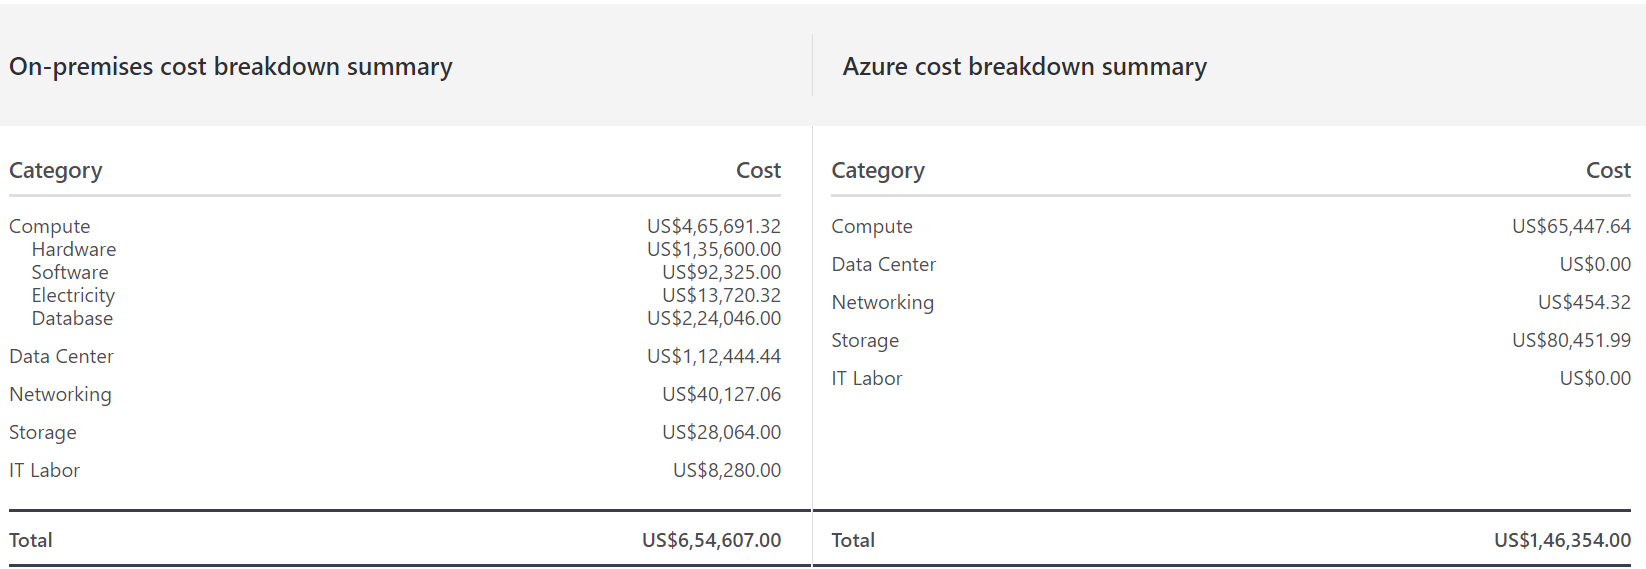 On-premises cost breakdown summary
Category Cost
Compute US$4,65,691.32
Hardware US$1,35,600.00
Software US$92,325.00
Electricity US$13,720.32
Database US$2,24,046.00
Data Center US$1,12,444.44
Networking US$40,127.06
Storage US$28,064.00
IT Labor US$8,280.00
Total US$6,54,607.00
Azure cost breakdown summary
Category Cost
Compute US$65,447.64
Data Center US$0.00
Networking US$454.32
Storage US$80,451.99
IT Labor US$0.00
Total US$1,46,354.00